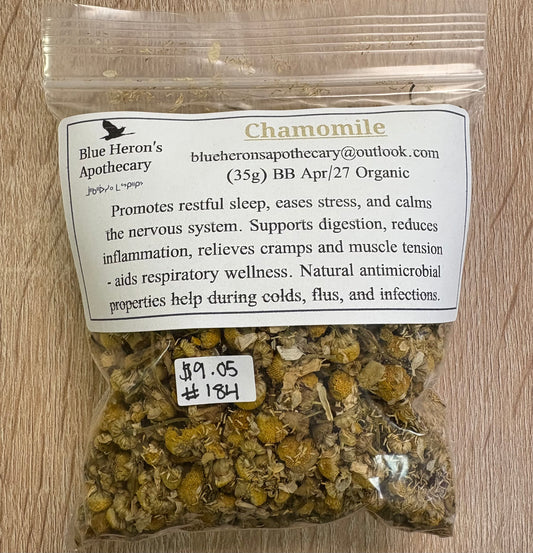 Blue Heron's
Apothecary
Chamomile
blueheronsapothecary@outlook.com
(35g) BB Apr/27 Organic
Promotes restful sleep, eases stress, and calms
the nervous system. Supports digestion, reduces
inflammation, relieves cramps and muscle tension
- aids respiratory wellness. Natural antimicrobial
properties help during colds, flus, and infections.
$9.05
#184